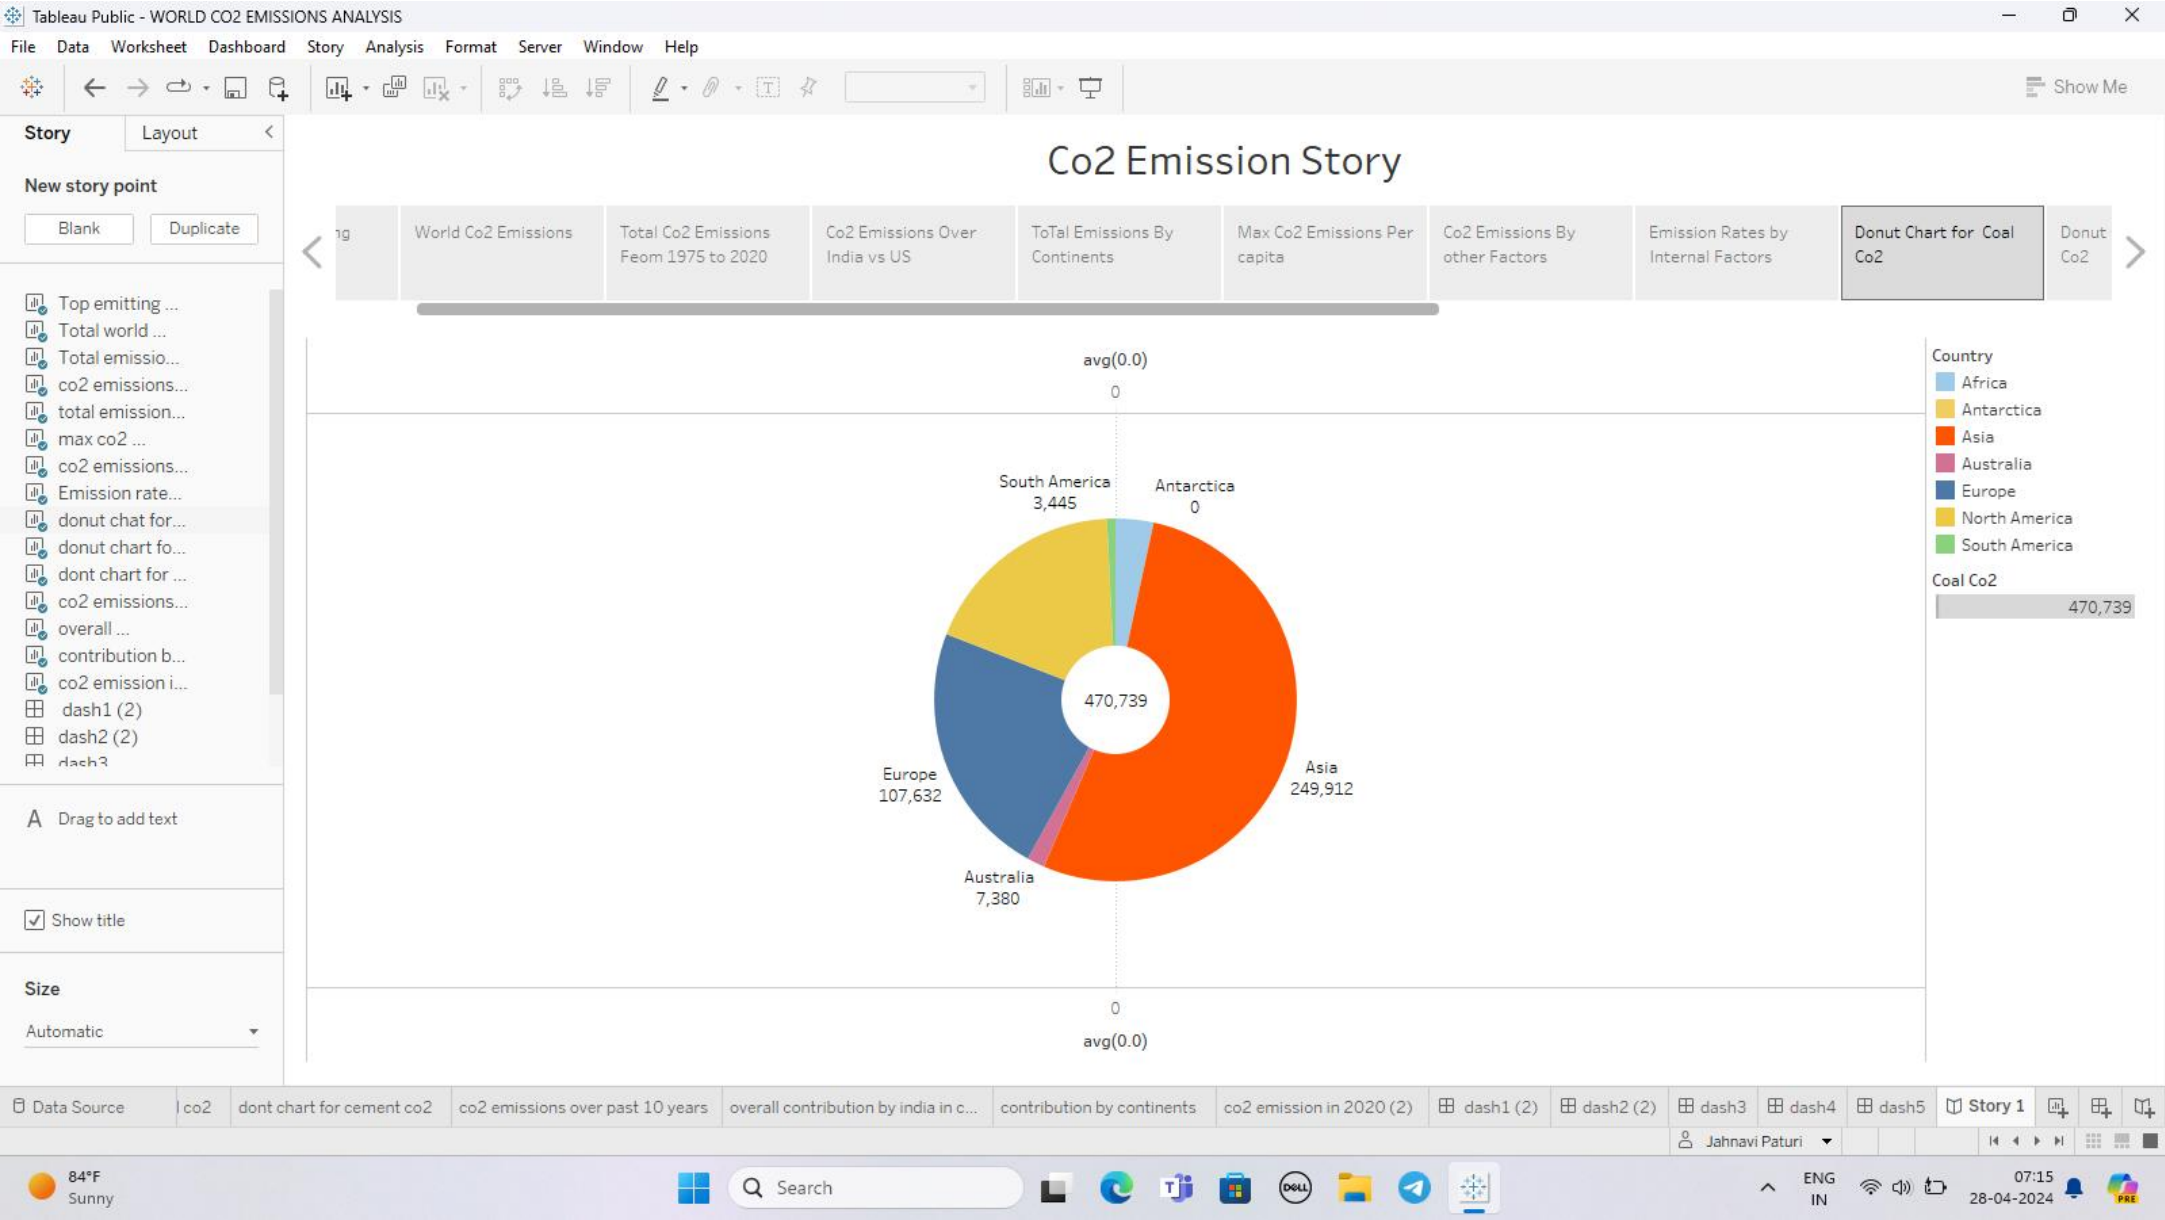 Tableau Public - WORLD CO2 EMISSIONS ANALYSIS
File Data Worksheet Dashboard Story Analysis Format Server Window Help
Show Me
Story Layout
New story point
Blank Duplicate
Top emitting ...
Total world ...
Total emissio...
co2 emissions...
total emission...
max co2 ...
co2 emissions...
Emission rate...
donut chat for...
donut chart fo...
dont chart for ...
co2 emissions...
overall ...
contribution b...
co2 emission i...
dash1 (2)
dash2 (2)
dash3
A Drag to add text
Show title
Size
Automatic
Co2 Emission Story
ng
World Co2 Emissions
Total Co2 Emissions
Feom 1975 to 2020
Co2 Emissions Over
India vs US
ToTal Emissions By
Continents
Max Co2 Emissions Per
capita
Co2 Emissions By
other Factors
Emission Rates by
Internal Factors
Donut Chart for Coal
Co2
Donut
Co2
avg(0.0)
0
South America
3,445
Antarctica
0
470,739
Europe
107,632
Asia
249,912
Australia
7,380
0
avg(0.0)
Country
Africa
Antarctica
Asia
Australia
Europe
North America
South America
Coal Co2
470,739
Data Source l co2 dont chart for cement co2 co2 emissions over past 10 years overall contribution by india in c... contribution by continents co2 emission in 2020 (2) dash1 (2) dash2 (2) dash3 dash4 dash5 Story 1
Jahnavi Paturi
84°F
Sunny
Search
DELL
ENG
IN
07:15
28-04-2024
PRE